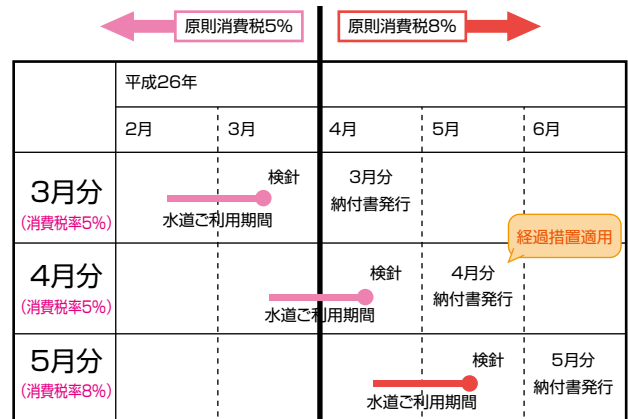 原則消費税5%
原則消費税8%
平成26年
2月
3月
4月
5月
6月
3月分
(消費税率5%)
検針
水道ご利用期間
3月分
納付書発行
経過措置適用
4月分
(消費税率5%)
検針
水道ご利用期間
4月分
納付書発行
5月分
(消費税率8%)
検針
水道ご利用期間
5月分
納付書発行